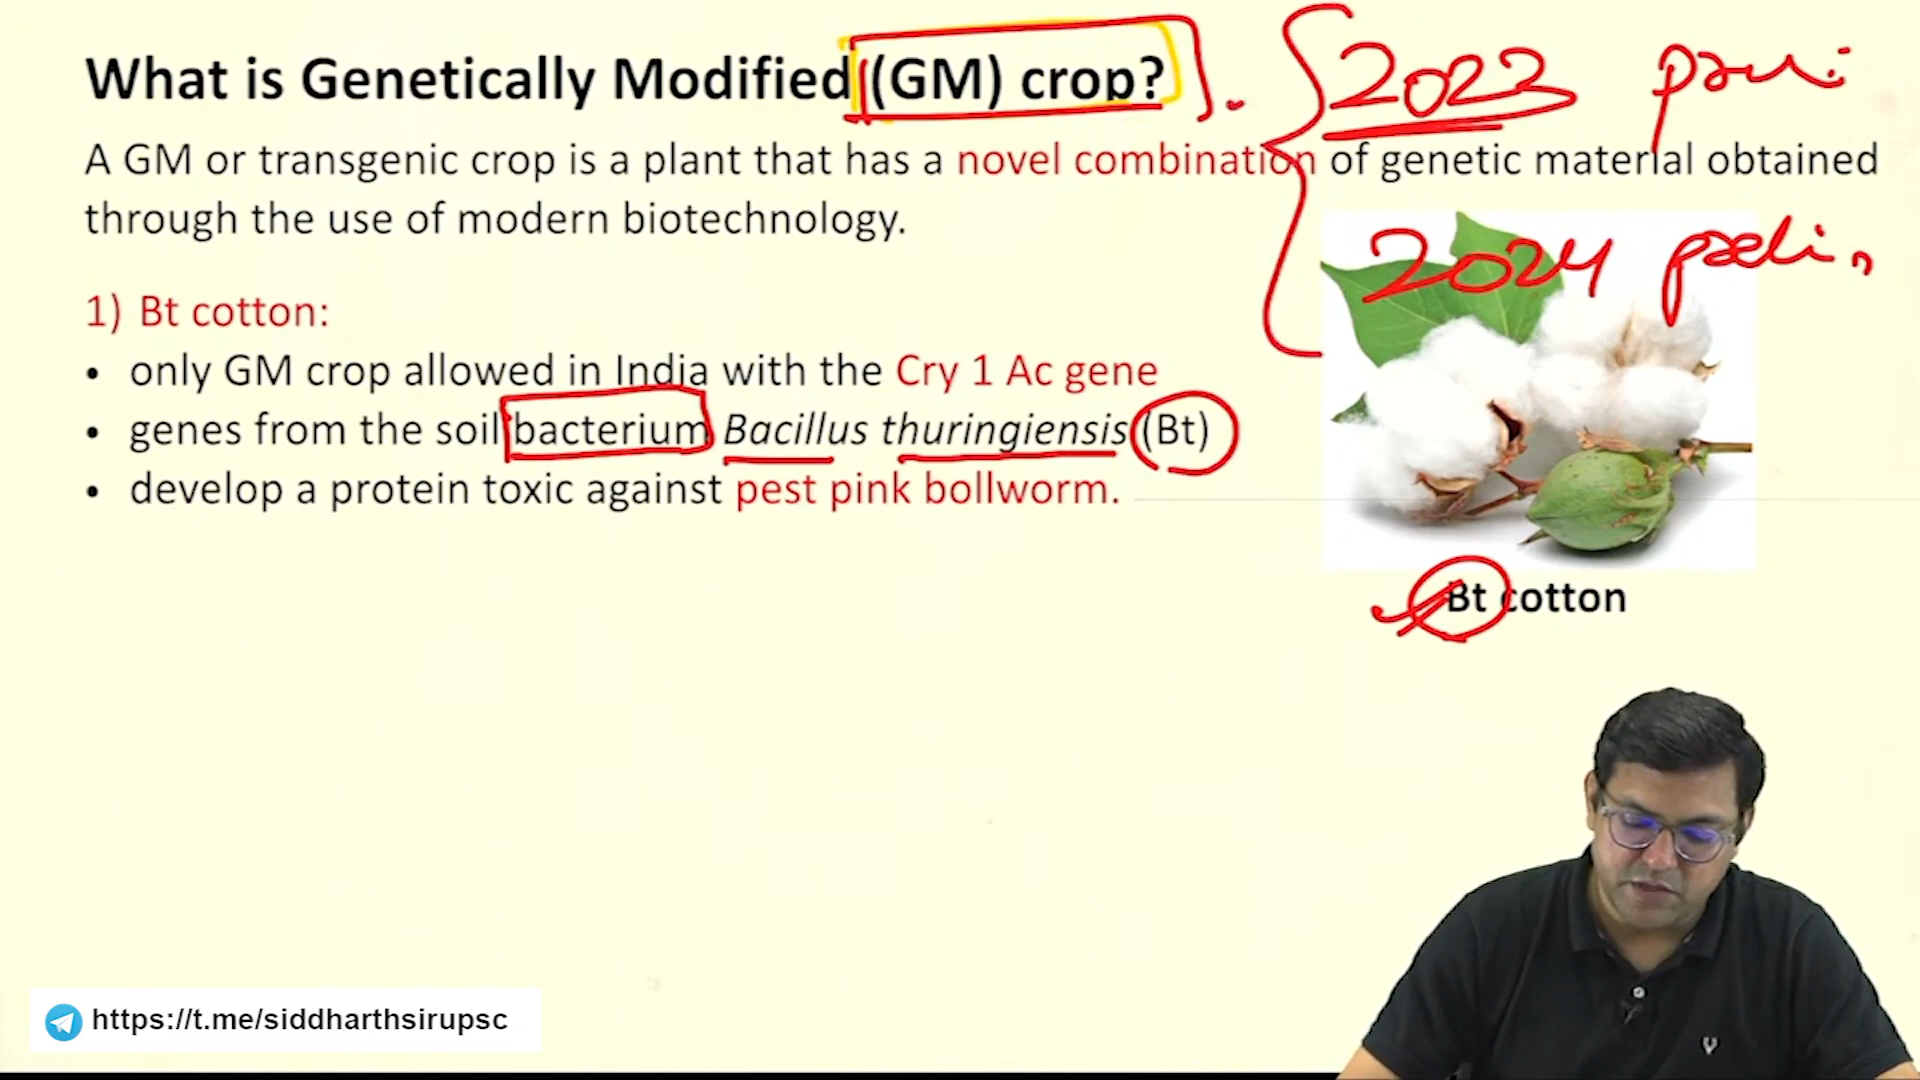 What is Genetically Modified (GM) crop?
2023 preli
A GM or transgenic crop is a plant that has a novel combination of genetic material obtained
through the use of modern biotechnology.
2024 preli
1) Bt cotton:
• only GM crop allowed in India with the Cry 1 Ac gene
• genes from the soil bacterium Bacillus thuringiensis (Bt)
• develop a protein toxic against pest pink bollworm.
Bt cotton
https://t.me/siddharthsirupsc